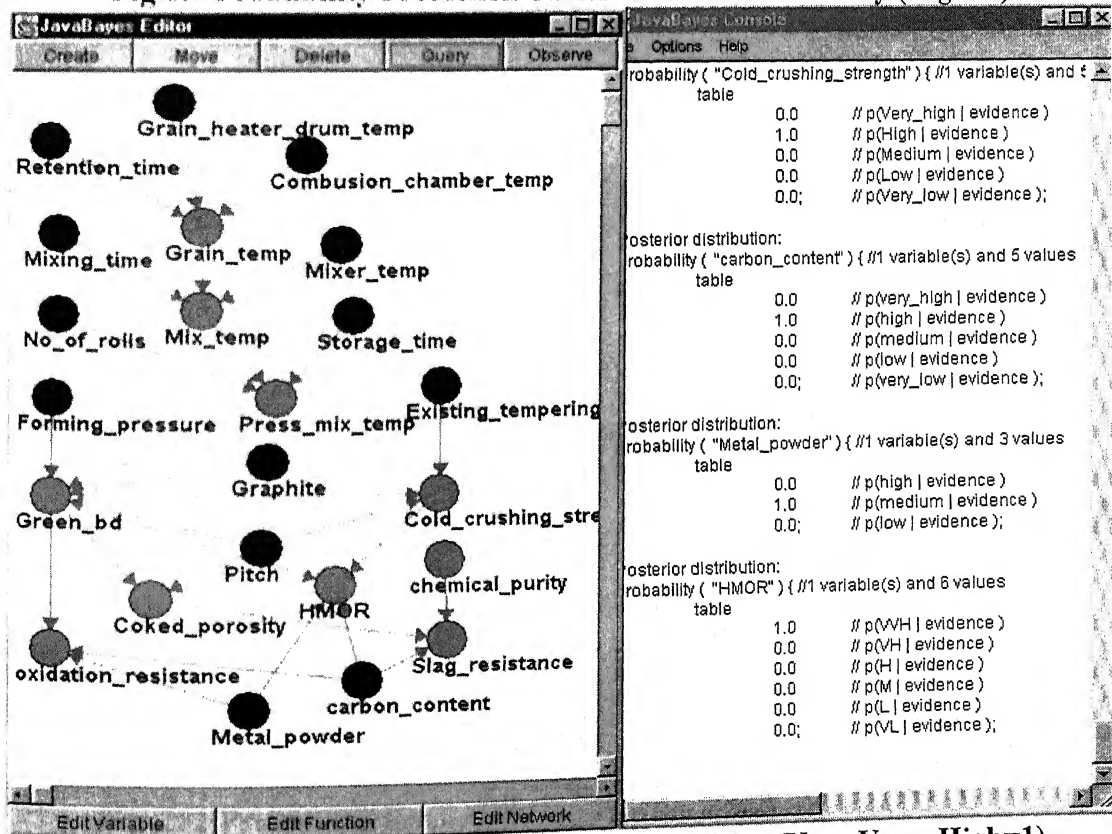 JavaBayes Editor
Create Move Delete Query Observe
Grain_heater_drum_temp
Retention_time
Combusion_chamber_temp
Mixing_time
Grain_temp
Mixer_temp
No_of_rolls
Mix_temp
Storage_time
Forming_pressure
Press_mix_temp
Existing_tempering
Graphite
Green_bd
Cold_crushing_stre
Pitch
chemical_purity
HMOR
Coked_porosity
Slag_resistance
oxidation_resistance
carbon_content
Metal_powder
Edit Variable Edit Function Edit Network
JavaBayes Console
s Options Help
robability ( "Cold_crushing_strength" ) { //1 variable(s) and 5
table
0.0 // p(Very_high | evidence )
1.0 // p(High | evidence )
0.0 // p(Medium | evidence )
0.0 // p(Low | evidence )
0.0; // p(Very_low | evidence );
osterior distribution:
robability ( "carbon_content" ) { //1 variable(s) and 5 values
table
0.0 // p(very_high | evidence )
1.0 // p(high | evidence )
0.0 // p(medium | evidence )
0.0 // p(low | evidence )
0.0; // p(very_low | evidence );
osterior distribution:
robability ( "Metal_powder" ) { //1 variable(s) and 3 values
table
0.0 // p(high | evidence )
1.0 // p(medium | evidence )
0.0; // p(low | evidence );
osterior distribution:
robability ( "HMOR" ) { //1 variable(s) and 6 values
table
1.0 // p(VVH | evidence )
0.0 // p(VH | evidence )
0.0 // p(H | evidence )
0.0 // p(M | evidence )
0.0 // p(L | evidence )
0.0; // p(VL | evidence );